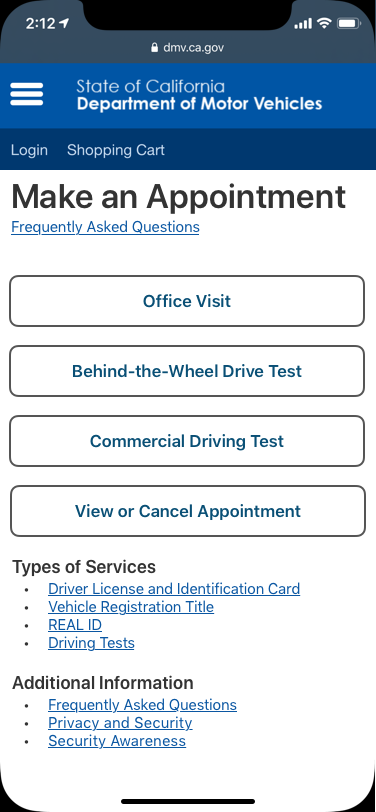 2:12
dmv.ca.gov
State of California
Department of Motor Vehicles
Login Shopping Cart
Make an Appointment
Frequently Asked Questions
Office Visit
Behind-the-Wheel Drive Test
Commercial Driving Test
View or Cancel Appointment
Types of Services
• Driver License and Identification Card
• Vehicle Registration Title
• REAL ID
• Driving Tests
Additional Information
• Frequently Asked Questions
• Privacy and Security
• Security Awareness